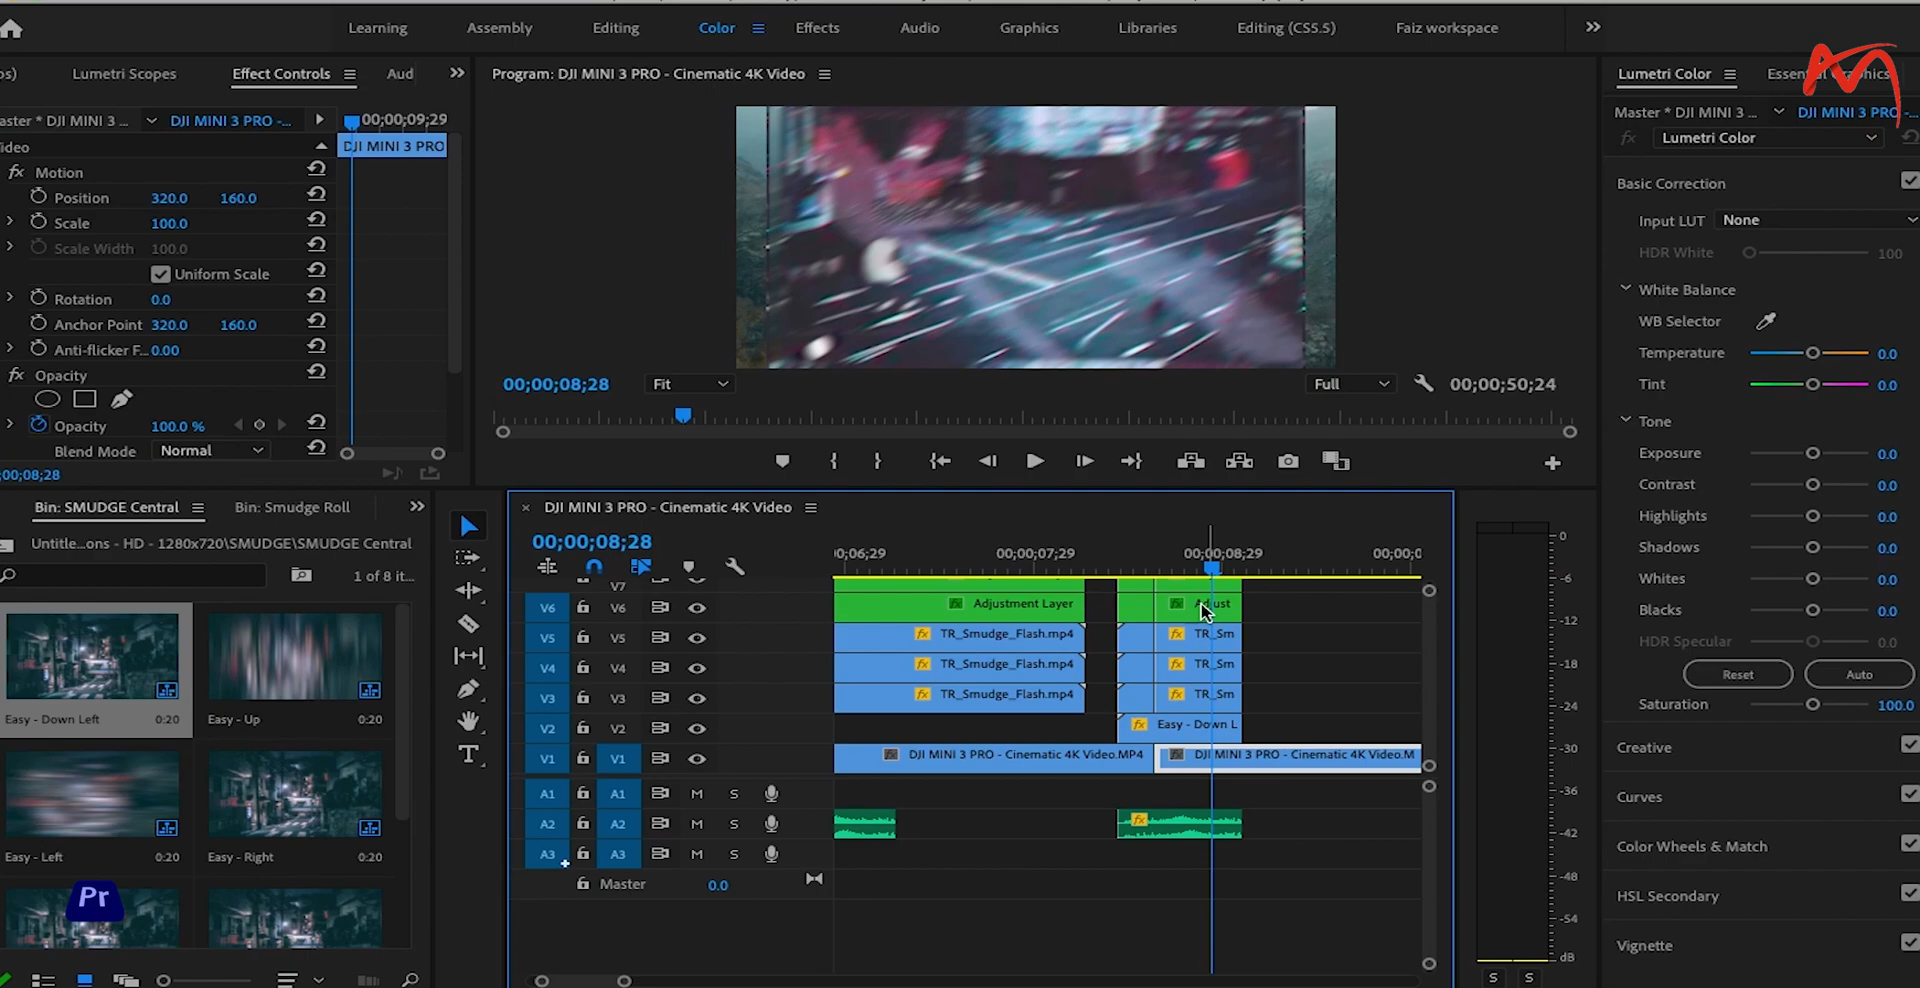 Learning Assembly Editing Color Effects Audio Graphics Libraries Editing (CS5.5) Faiz workspace
os) Lumetri Scopes Effect Controls Aud
aster * DJI MINI 3 ... DJI MINI 3 PRO -... 00;00;09;29
ideo DJI MINI 3 PRO
fx Motion
Position 320.0 160.0
Scale 100.0
Scale Width 100.0
Uniform Scale
Rotation 0.0
Anchor Point 320.0 160.0
Anti-flicker F... 0.00
fx Opacity
Opacity 100.0 %
Blend Mode Normal
;00;08;28
Program: DJI MINI 3 PRO - Cinematic 4K Video
00;00;08;28 Fit Full 00;00;50;24
Lumetri Color
Master * DJI MINI 3 ... DJI MINI 3 PRO -...
fx Lumetri Color
Basic Correction
Input LUT None
HDR White 100
White Balance
WB Selector
Temperature 0.0
Tint 0.0
Tone
Exposure 0.0
Contrast 0.0
Highlights 0.0
Shadows 0.0
Whites 0.0
Blacks 0.0
HDR Specular 0.0
Reset Auto
Saturation 100.0
Creative
Curves
Color Wheels & Match
HSL Secondary
Vignette
Bin: SMUDGE Central Bin: Smudge Roll
Untitle...ons - HD - 1280x720\SMUDGE\SMUDGE Central
1 of 8 it...
Easy - Down Left 0:20 Easy - Up 0:20
Easy - Left 0:20 Easy - Right 0:20
Pr
× DJI MINI 3 PRO - Cinematic 4K Video
00;00;08;28
;00;06;29 00;00;07;29 00;00;08;29 00;00;0
V7
V6 V6 Adjustment Layer
V5 V5 TR_Smudge_Flash.mp4 TR_Sm
V4 V4 TR_Smudge_Flash.mp4 TR_Sm
V3 V3 TR_Smudge_Flash.mp4 TR_Sm
V2 V2 Easy - Down L
V1 V1 DJI MINI 3 PRO - Cinematic 4K Video.MP4 DJI MINI 3 PRO - Cinematic 4K Video.M
A1 A1 M S
A2 A2 M S
A3 A3 M S
Master 0.0
0
-6
-12
-18
-24
-30
-36
-42
-48
-54
dB
S S